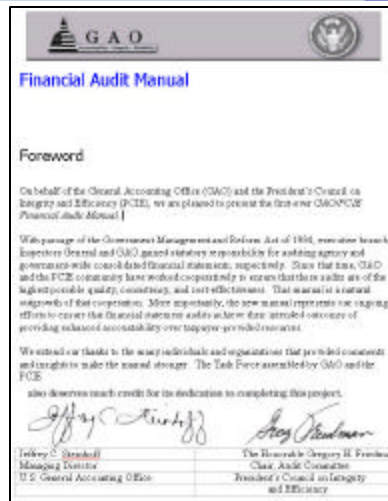 G A O
Financial Audit Manual
Foreword
On behalf of the General Accounting Office (GAO) and the President's Council on
Integrity and Efficiency (PCIE), we are pleased to present the first-ever GAO/PCIE
Financial Audit Manual.
With passage of the Government Management and Reform Act of 1994, executive branch
Inspectors General and GAO gained statutory responsibility for auditing agency and
government-wide consolidated financial statements, respectively. Since that time, GAO
and the PCIE community have worked cooperatively to ensure that these audits are of the
highest possible quality, consistency, and cost-effectiveness. This manual is a natural
outgrowth of this cooperation. More importantly, the new manual represents our ongoing
efforts to ensure that financial statement audits achieve their intended outcome of
providing enhanced accountability over taxpayer-provided resources.
We extend our thanks to the many individuals and organizations that provided comments
and insights to make the manual stronger. The Task Force assembled by GAO and the
PCIE
also deserves much credit for its dedication to completing this project.
Jeffrey C. Steinhoff
The Honorable Gregory H. Friedman
Managing Director
Chair, Audit Committee
U.S. General Accounting Office
President's Council on Integrity
and Efficiency